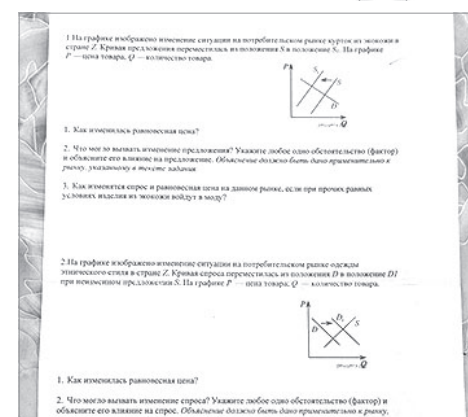 1 На графике изображено изменение ситуации на потребительском рынке курток из экокожи в
стране Z. Кривая предложения переместилась из положения S в положение S₁. На графике
P — цена товара, Q — количество товара.
P
S₁
S
D
Q
1. Как изменилась равновесная цена?
2. Что могло вызвать изменение предложения? Укажите любое одно обстоятельство (фактор)
и объясните его влияние на предложение. Объяснение должно быть дано применительно к
рынку, указанному в тексте задания
3. Как изменятся спрос и равновесная цена на данном рынке, если при прочих равных
условиях изделия из экокожи войдут в моду?
2 На графике изображено изменение ситуации на потребительском рынке одежды
этнического стиля в стране Z. Кривая спроса переместилась из положения D в положение D1
при неизменном предложении S. На графике P — цена товара; Q — количество товара.
P
D
D₁
S
Q
1. Как изменилась равновесная цена?
2. Что могло вызвать изменение спроса? Укажите любое одно обстоятельство (фактор) и
объясните его влияние на спрос. Объяснение должно быть дано применительно к рынку,